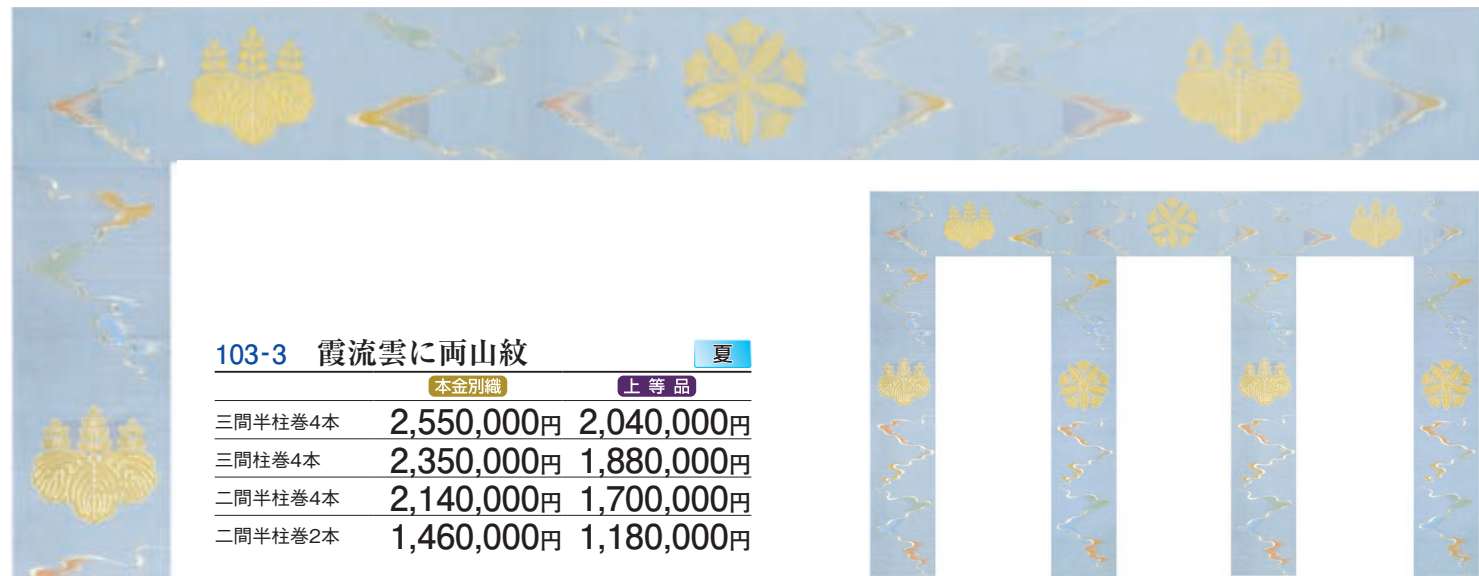 103-3 霞流雲に両山紋 夏
本金別織 上等品
三間半柱巻4本 2,550,000円 2,040,000円
三間柱巻4本 2,350,000円 1,880,000円
二間半柱巻4本 2,140,000円 1,700,000円
二間半柱巻2本 1,460,000円 1,180,000円